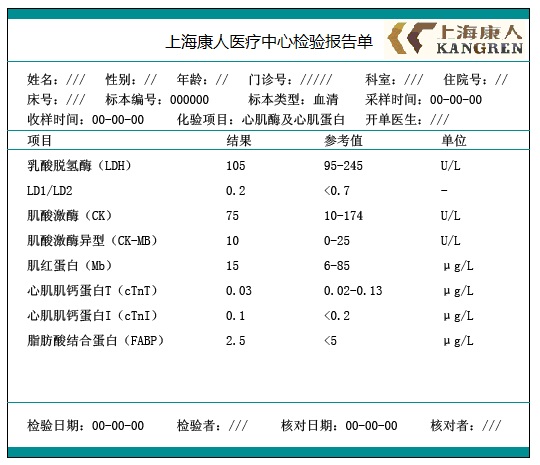 上海康人医疗中心检验报告单
上海康人
KANGREN
姓名：/// 性别：// 年龄：// 门诊号：///// 科室：/// 住院号：//
床号：/// 标本编号：000000 标本类型：血清 采样时间：00-00-00
收样时间：00-00-00 化验项目：心肌酶及心肌蛋白 开单医生：///
项目 结果 参考值 单位
乳酸脱氢酶（LDH） 105 95-245 U/L
LD1/LD2 0.2 <0.7 -
肌酸激酶（CK） 75 10-174 U/L
肌酸激酶异型（CK-MB） 10 0-25 U/L
肌红蛋白（Mb） 15 6-85 μg/L
心肌肌钙蛋白T（cTnT） 0.03 0.02-0.13 μg/L
心肌肌钙蛋白I（cTnI） 0.1 <0.2 μg/L
脂肪酸结合蛋白（FABP） 2.5 <5 μg/L
检验日期：00-00-00 检验者：/// 核对日期：00-00-00 核对者：///